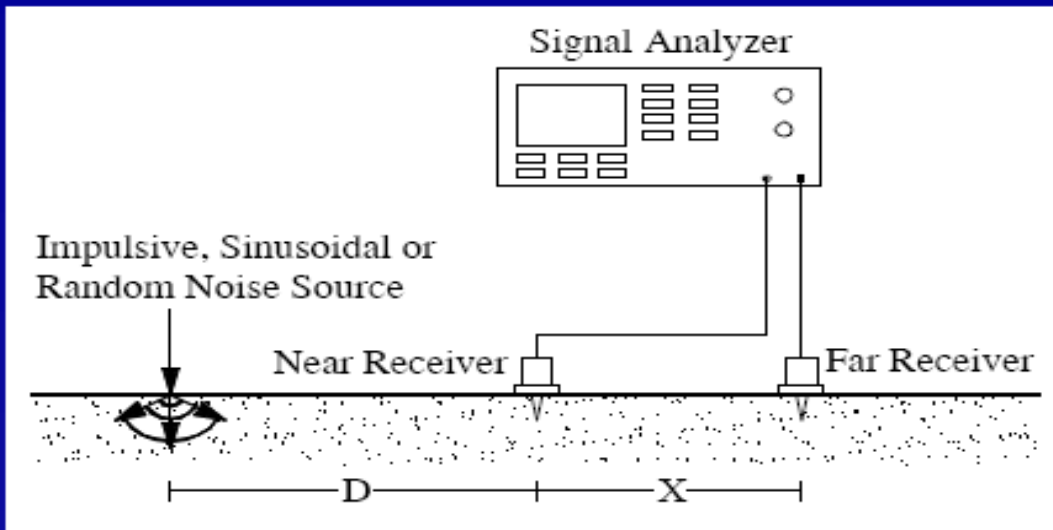 Signal Analyzer
Impulsive, Sinusoidal or
Random Noise Source
Near Receiver
Far Receiver
D
X